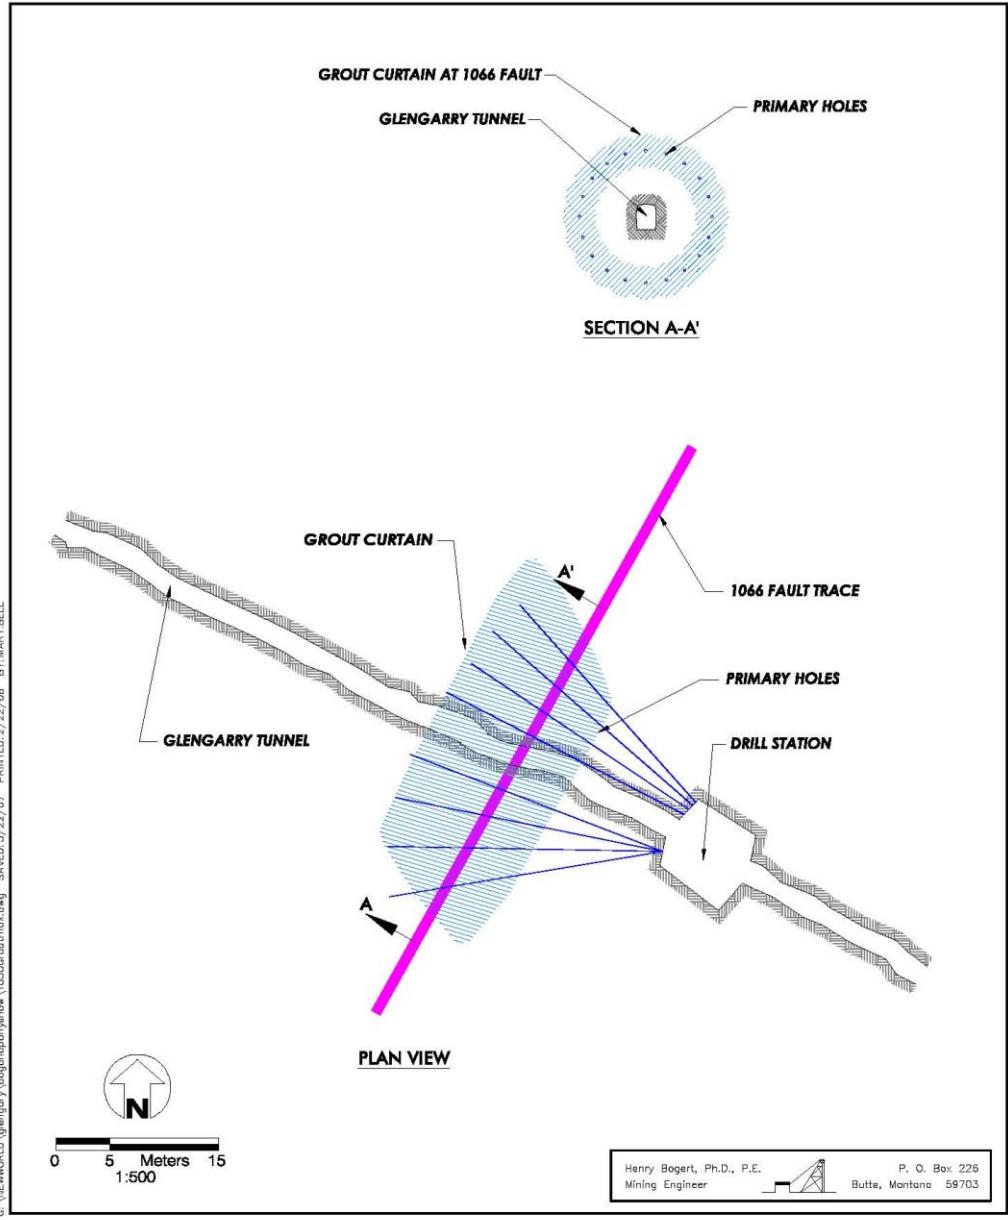 GROUT CURTAIN AT 1066 FAULT
PRIMARY HOLES
GLENGARRY TUNNEL
SECTION A-A'
GROUT CURTAIN
A'
1066 FAULT TRACE
PRIMARY HOLES
GLENGARRY TUNNEL
DRILL STATION
A
PLAN VIEW
N
0 5 Meters 15
1:500
Henry Bogert, Ph.D., P.E.
Mining Engineer
P. O. Box 226
Butte, Montana 59703